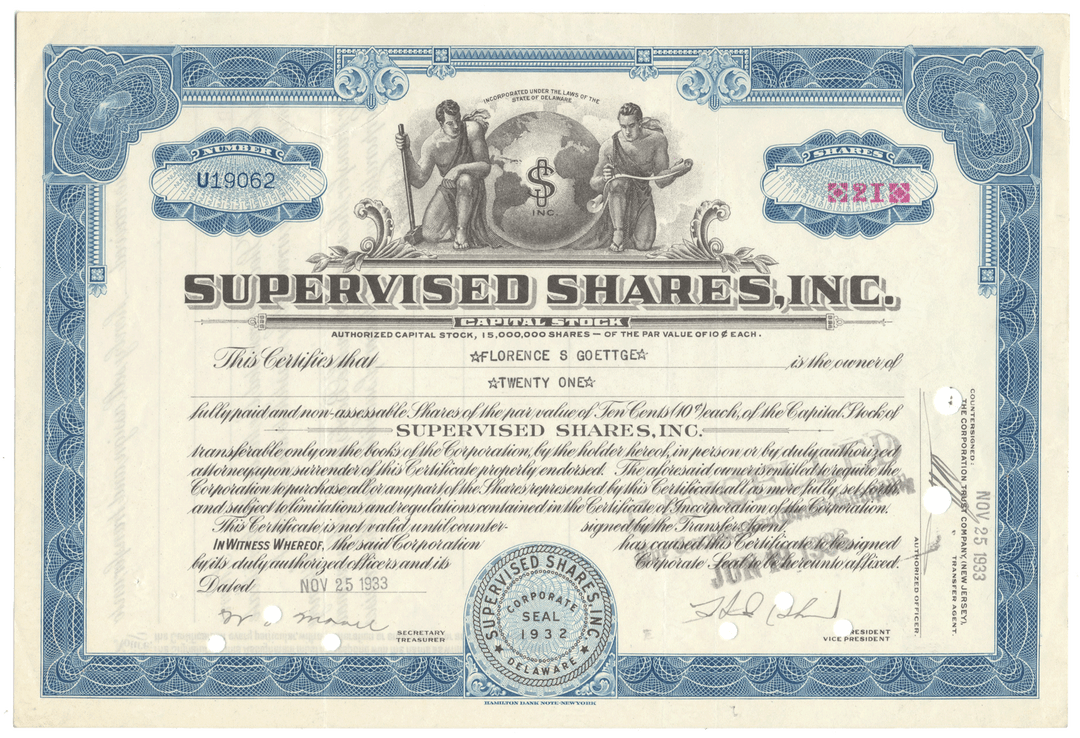 INCORPORATED UNDER THE LAWS OF THE
STATE OF DELAWARE
NUMBER
U19062
SHARES
21
$
INC.
SUPERVISED SHARES, INC.
CAPITAL STOCK
AUTHORIZED CAPITAL STOCK, 15,000,000 SHARES — OF THE PAR VALUE OF 10¢ EACH.
This Certifies that ☆FLORENCE S GOETTGE☆ is the owner of
☆TWENTY ONE☆
fully paid and non-assessable Shares of the par value of Ten Cents (10¢) each, of the Capital Stock of
SUPERVISED SHARES, INC.
transferable only on the books of the Corporation, by the holder hereof, in person or by duly authorized
attorney, upon surrender of this Certificate properly endorsed. The aforesaid owner is entitled to require the
Corporation to purchase all or any part of the Shares represented by this Certificate, all as more fully set forth
and subject to limitations and regulations contained in the Certificate of Incorporation of the Corporation.
This Certificate is not valid until counter- signed by the Transfer Agent.
IN WITNESS WHEREOF, the said Corporation has caused this Certificate to be signed
by its duly authorized officers and its Corporate Seal to be hereunto affixed.
Dated NOV 25 1933
SECRETARY
TREASURER
SUPERVISED SHARES, INC.
CORPORATE
SEAL
1932
★ DELAWARE ★
RESIDENT
VICE PRESIDENT
COUNTERSIGNED:
THE CORPORATION TRUST COMPANY, (NEW JERSEY),
TRANSFER AGENT.
NOV 25 1933
AUTHORIZED OFFICER.
HAMILTON BANK NOTE-NEW YORK